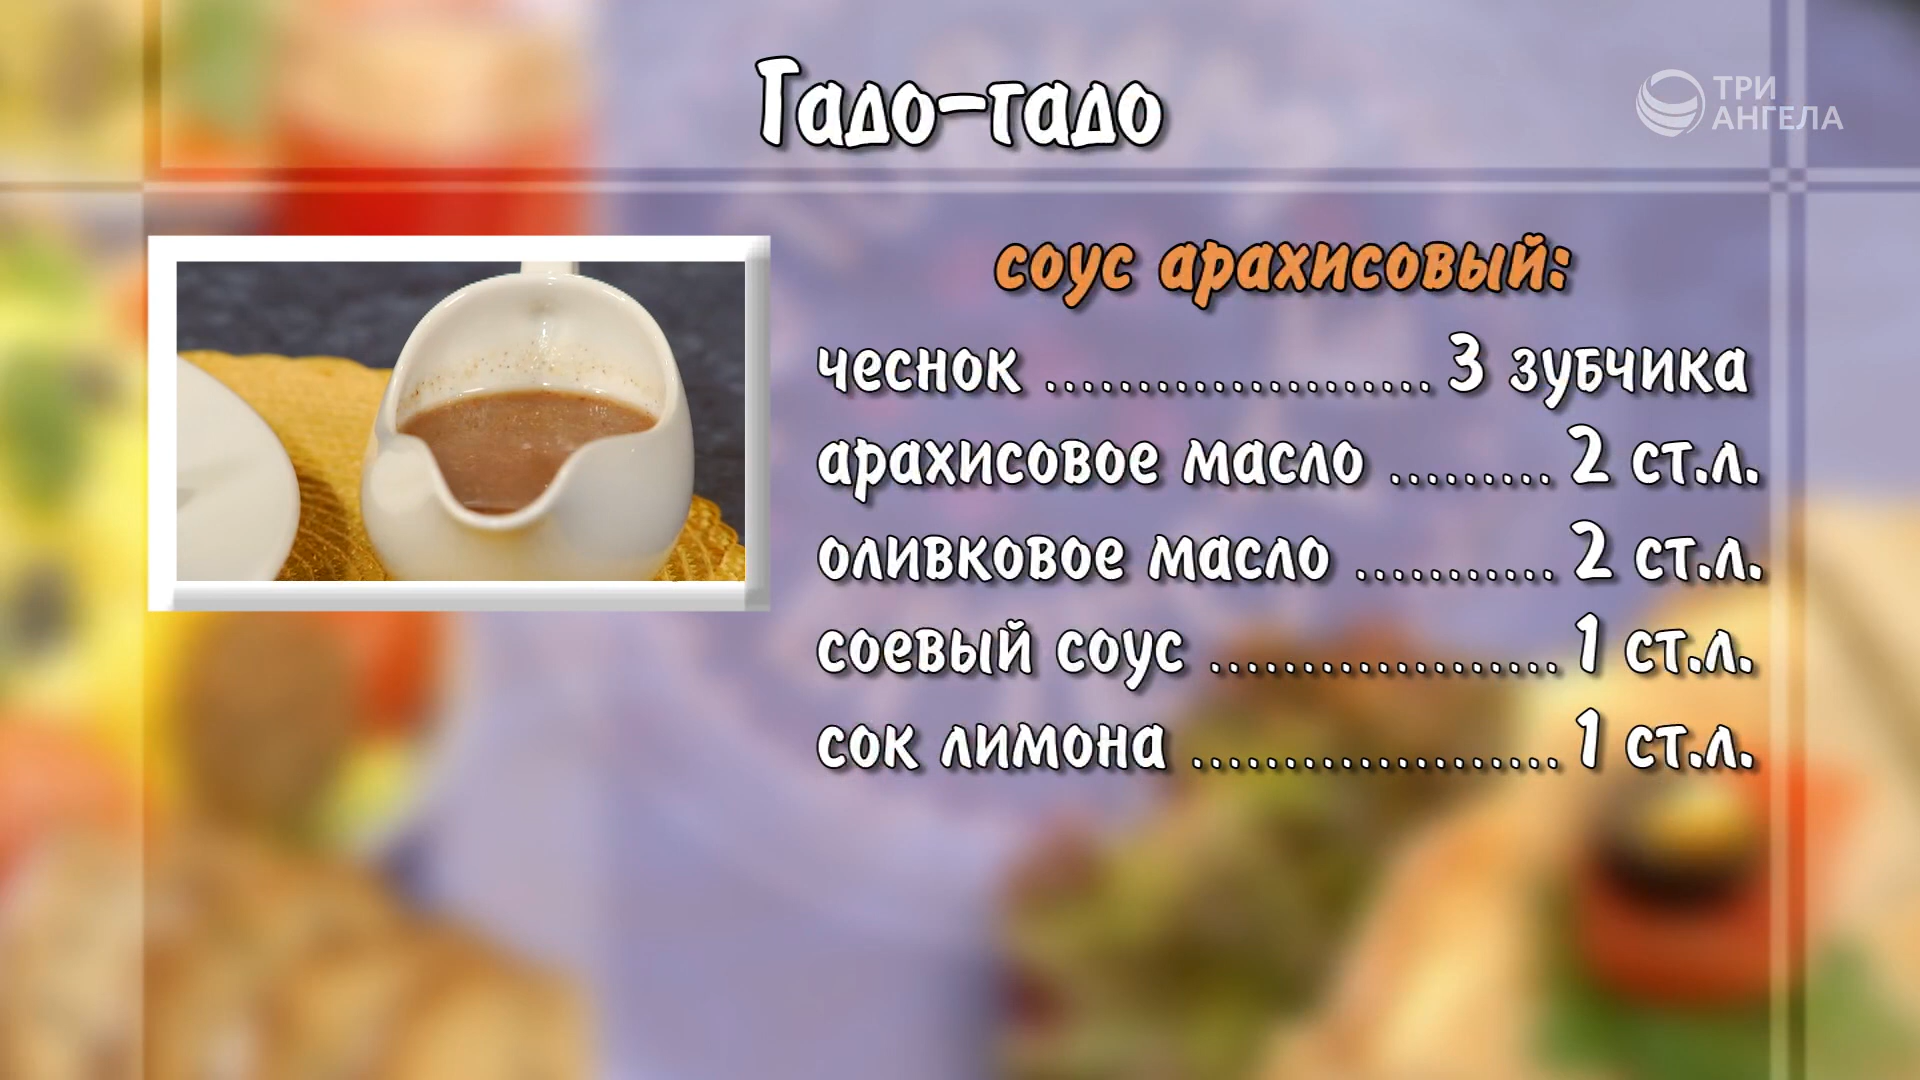 Гадо-гадо
ТРИ
АНГЕЛА
соус арахисовый:
чеснок ..................... 3 зубчика
арахисовое масло ......... 2 ст.л.
оливковое масло ........... 2 ст.л.
соевый соус ................... 1 ст.л.
сок лимона .................... 1 ст.л.